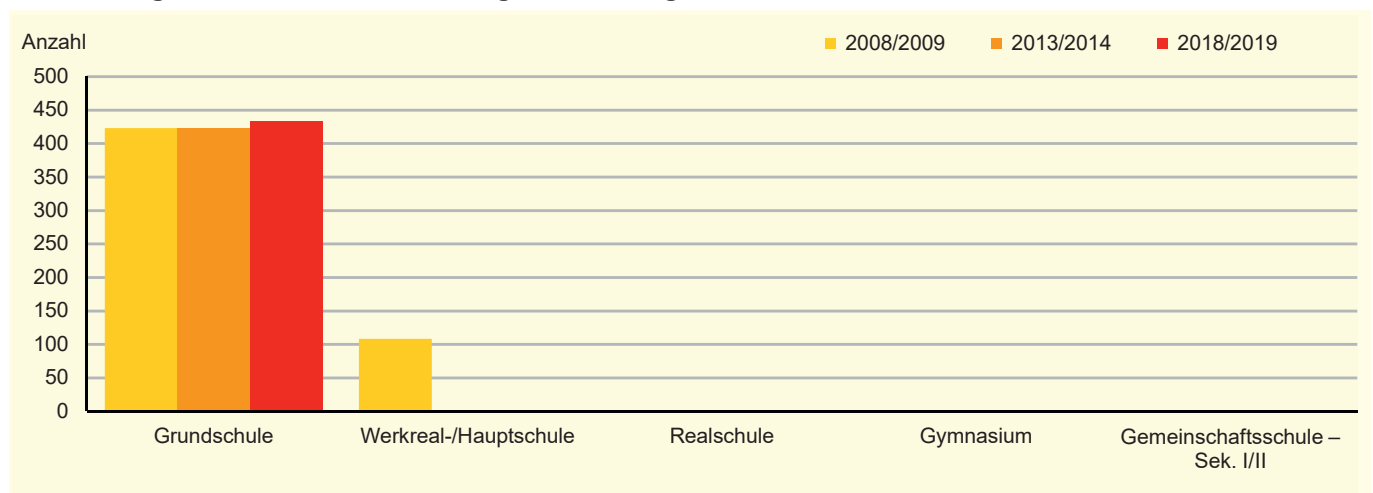 Anzahl
2008/2009
2013/2014
2018/2019
500
450
400
350
300
250
200
150
100
50
0
Grundschule
Werkreal-/Hauptschule
Realschule
Gymnasium
Gemeinschaftsschule –
Sek. I/II